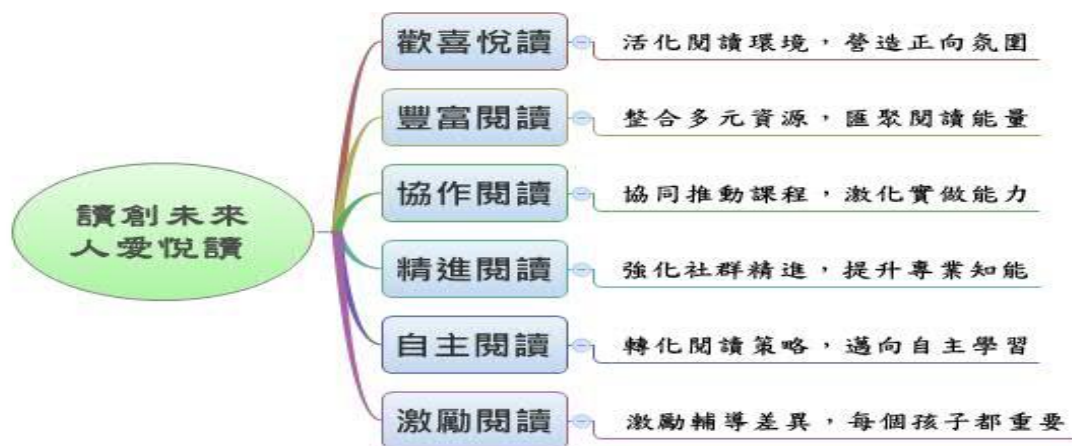 讀創未來
人愛悅讀
歡喜悅讀
活化閱讀環境，營造正向氛圍
豐富閱讀
整合多元資源，匯聚閱讀能量
協作閱讀
協同推動課程，激化實做能力
精進閱讀
強化社群精進，提升專業知能
自主閱讀
轉化閱讀策略，邁向自主學習
激勵閱讀
激勵輔導差異，每個孩子都重要